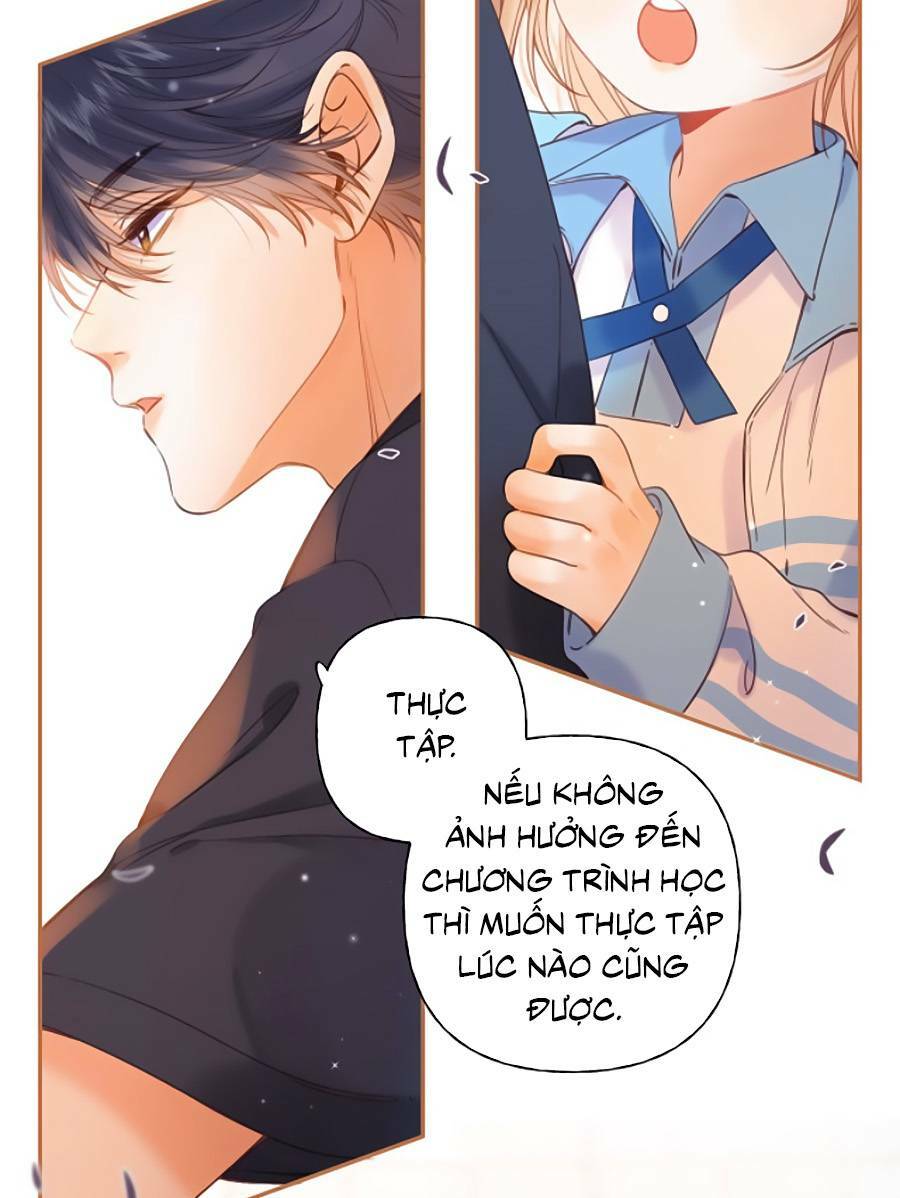 THỰC
TẬP.
NẾU KHÔNG
ẢNH HƯỞNG ĐẾN
CHƯƠNG TRÌNH HỌC
THÌ MUỐN THỰC TẬP
LÚC NÀO CŨNG
ĐƯỢC.